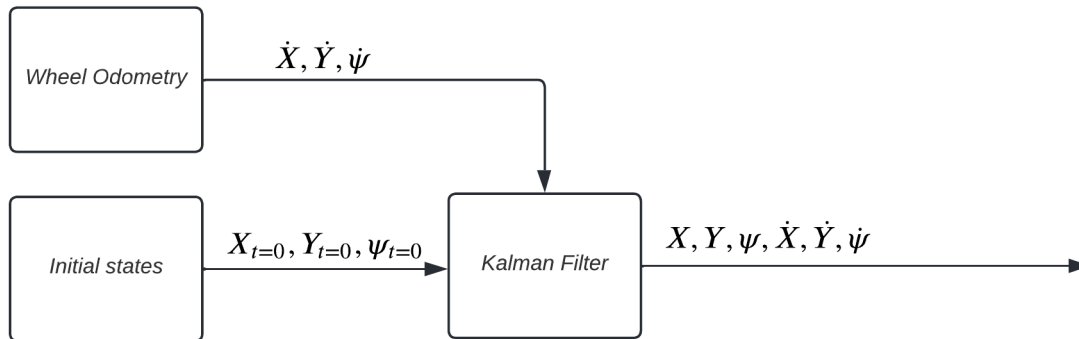 Wheel Odometry
Ẋ, Ẏ, ψ̇
Initial states
X_{t=0}, Y_{t=0}, ψ_{t=0}
Kalman Filter
X, Y, ψ, Ẋ, Ẏ, ψ̇